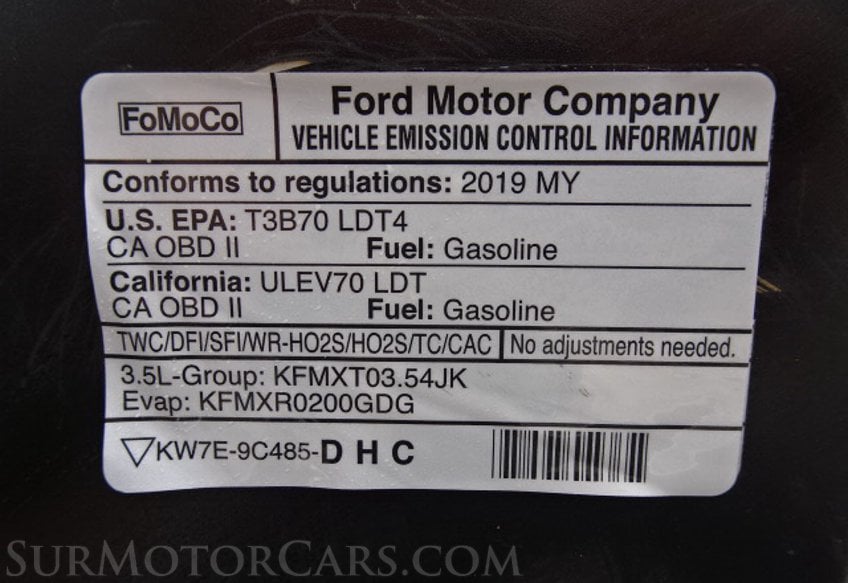 FoMoCo
Ford Motor Company
VEHICLE EMISSION CONTROL INFORMATION
Conforms to regulations: 2019 MY
U.S. EPA: T3B70 LDT4
CA OBD II Fuel: Gasoline
California: ULEV70 LDT
CA OBD II Fuel: Gasoline
TWC/DFI/SFI/WR-HO2S/HO2S/TC/CAC No adjustments needed.
3.5L-Group: KFMXT03.54JK
Evap: KFMXR0200GDG
KW7E-9C485-D H C
SURMOTORCARS.COM